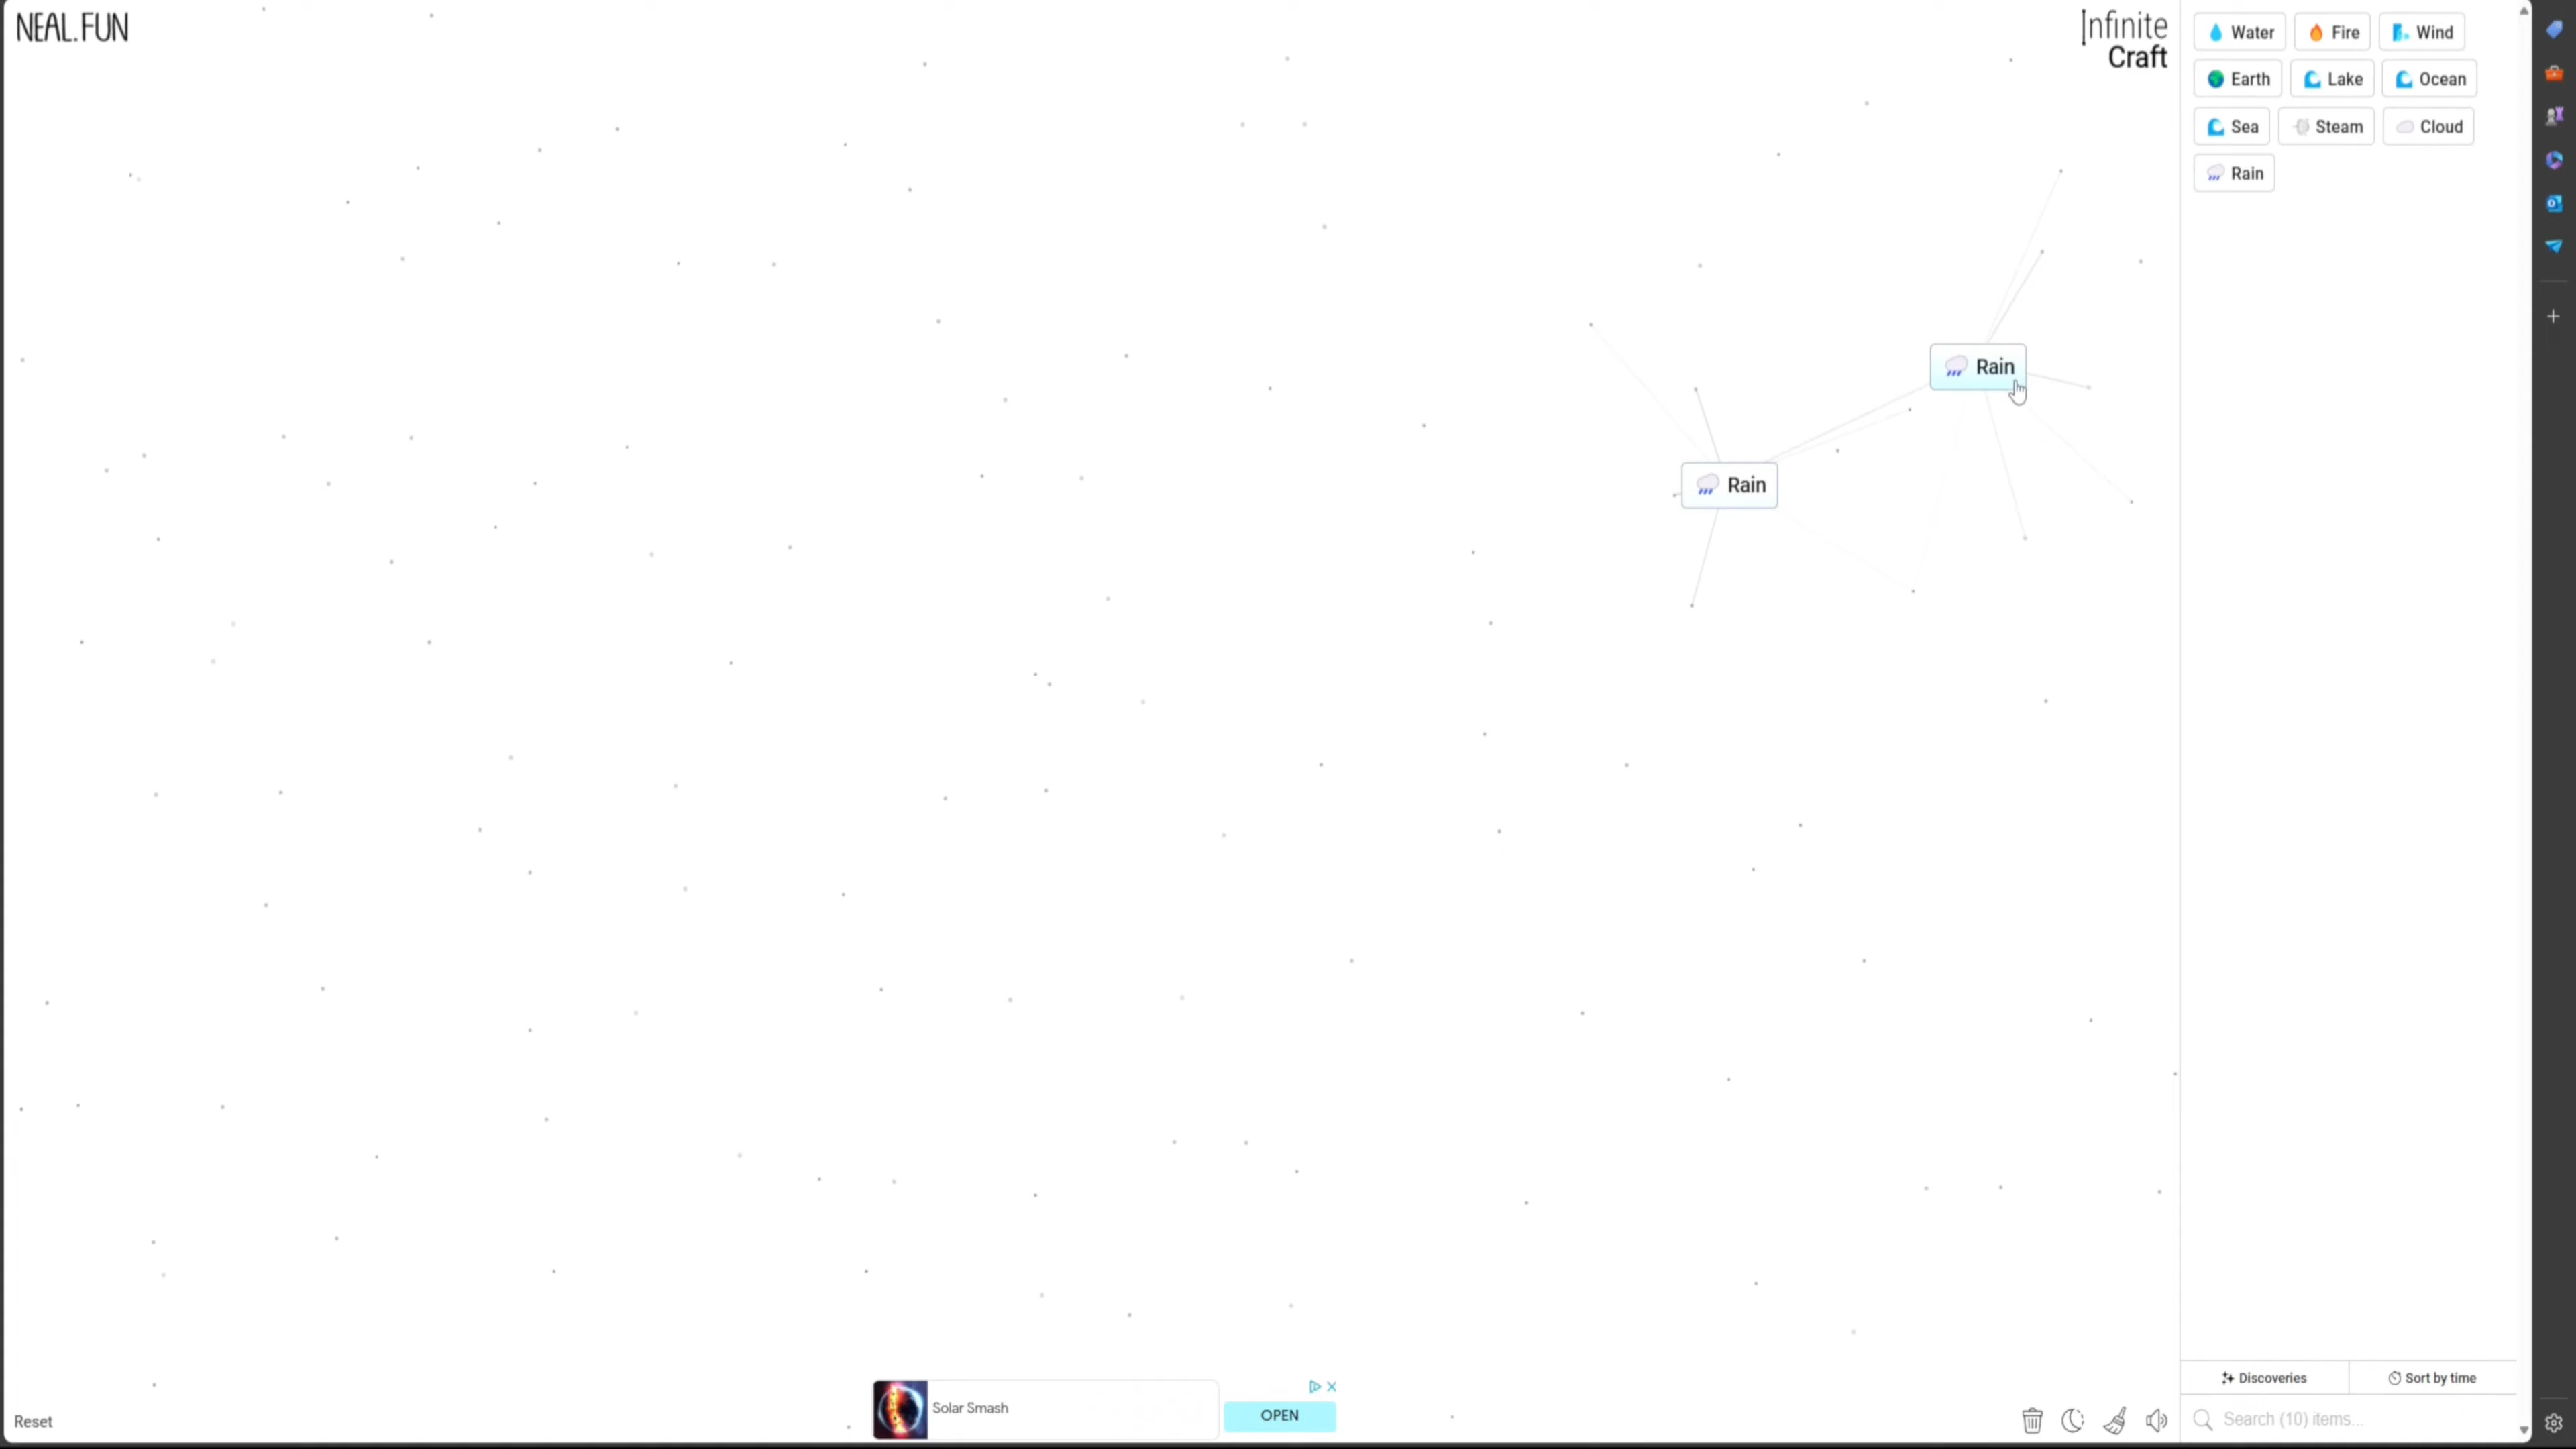 NEAL.FUN
Infinite
Craft
Water Fire Wind
Earth Lake Ocean
Sea Steam Cloud
Rain
Rain
Rain
Solar Smash
OPEN
Reset
Discoveries Sort by time
Search (10) items...